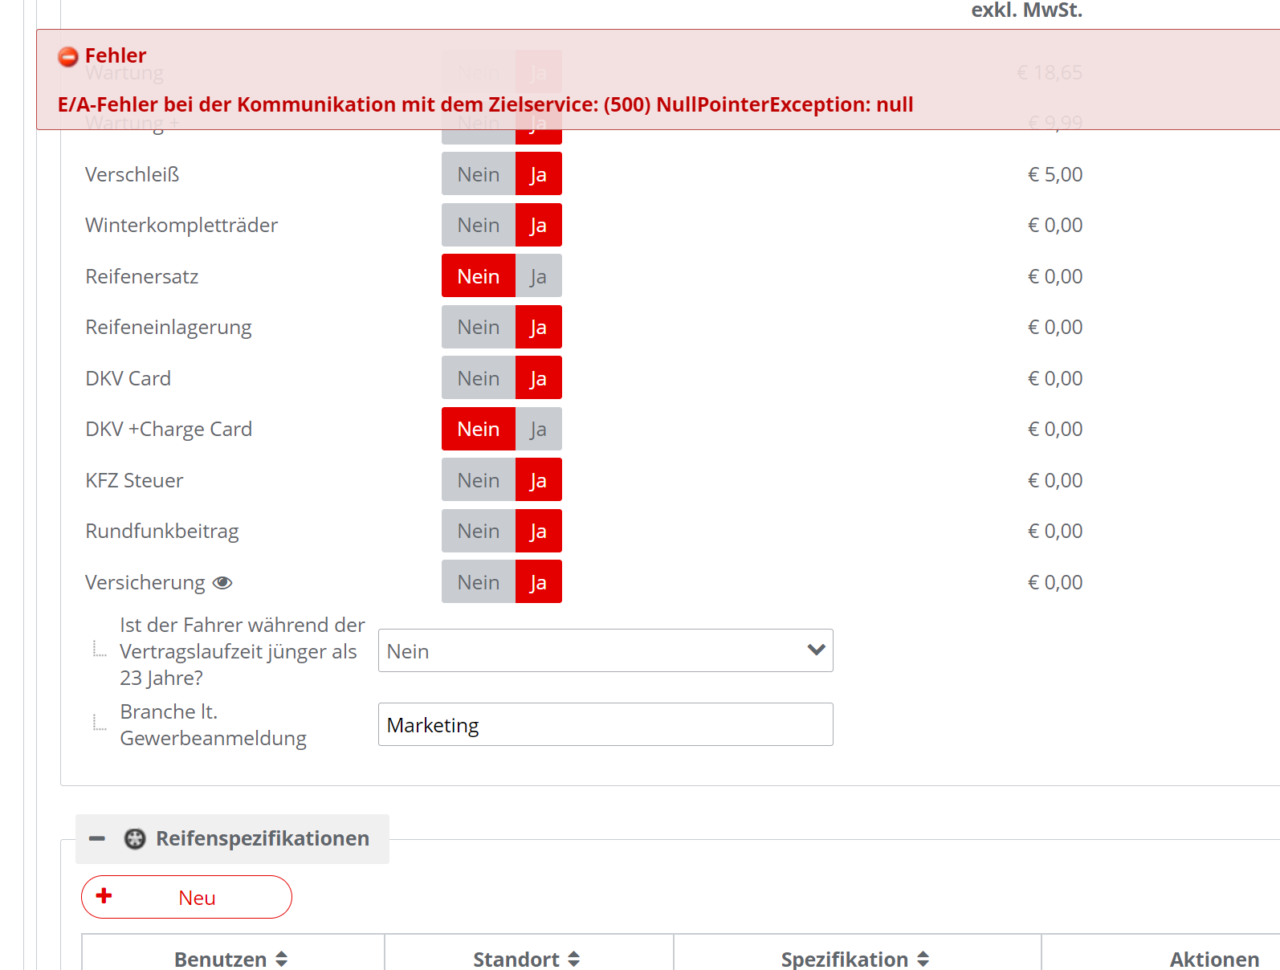 exkl. MwSt.
Fehler
Wartung Nein Ja € 18,65
E/A-Fehler bei der Kommunikation mit dem Zielservice: (500) NullPointerException: null
Wartung + Nein Ja € 9,99
Verschleiß Nein Ja € 5,00
Winterkompletträder Nein Ja € 0,00
Reifenersatz Nein Ja € 0,00
Reifeneinlagerung Nein Ja € 0,00
DKV Card Nein Ja € 0,00
DKV +Charge Card Nein Ja € 0,00
KFZ Steuer Nein Ja € 0,00
Rundfunkbeitrag Nein Ja € 0,00
Versicherung Nein Ja € 0,00
Ist der Fahrer während der
Vertragslaufzeit jünger als
23 Jahre?
Nein
Branche lt.
Gewerbeanmeldung
Marketing
Reifenspezifikationen
Neu
Benutzen Standort Spezifikation Aktionen